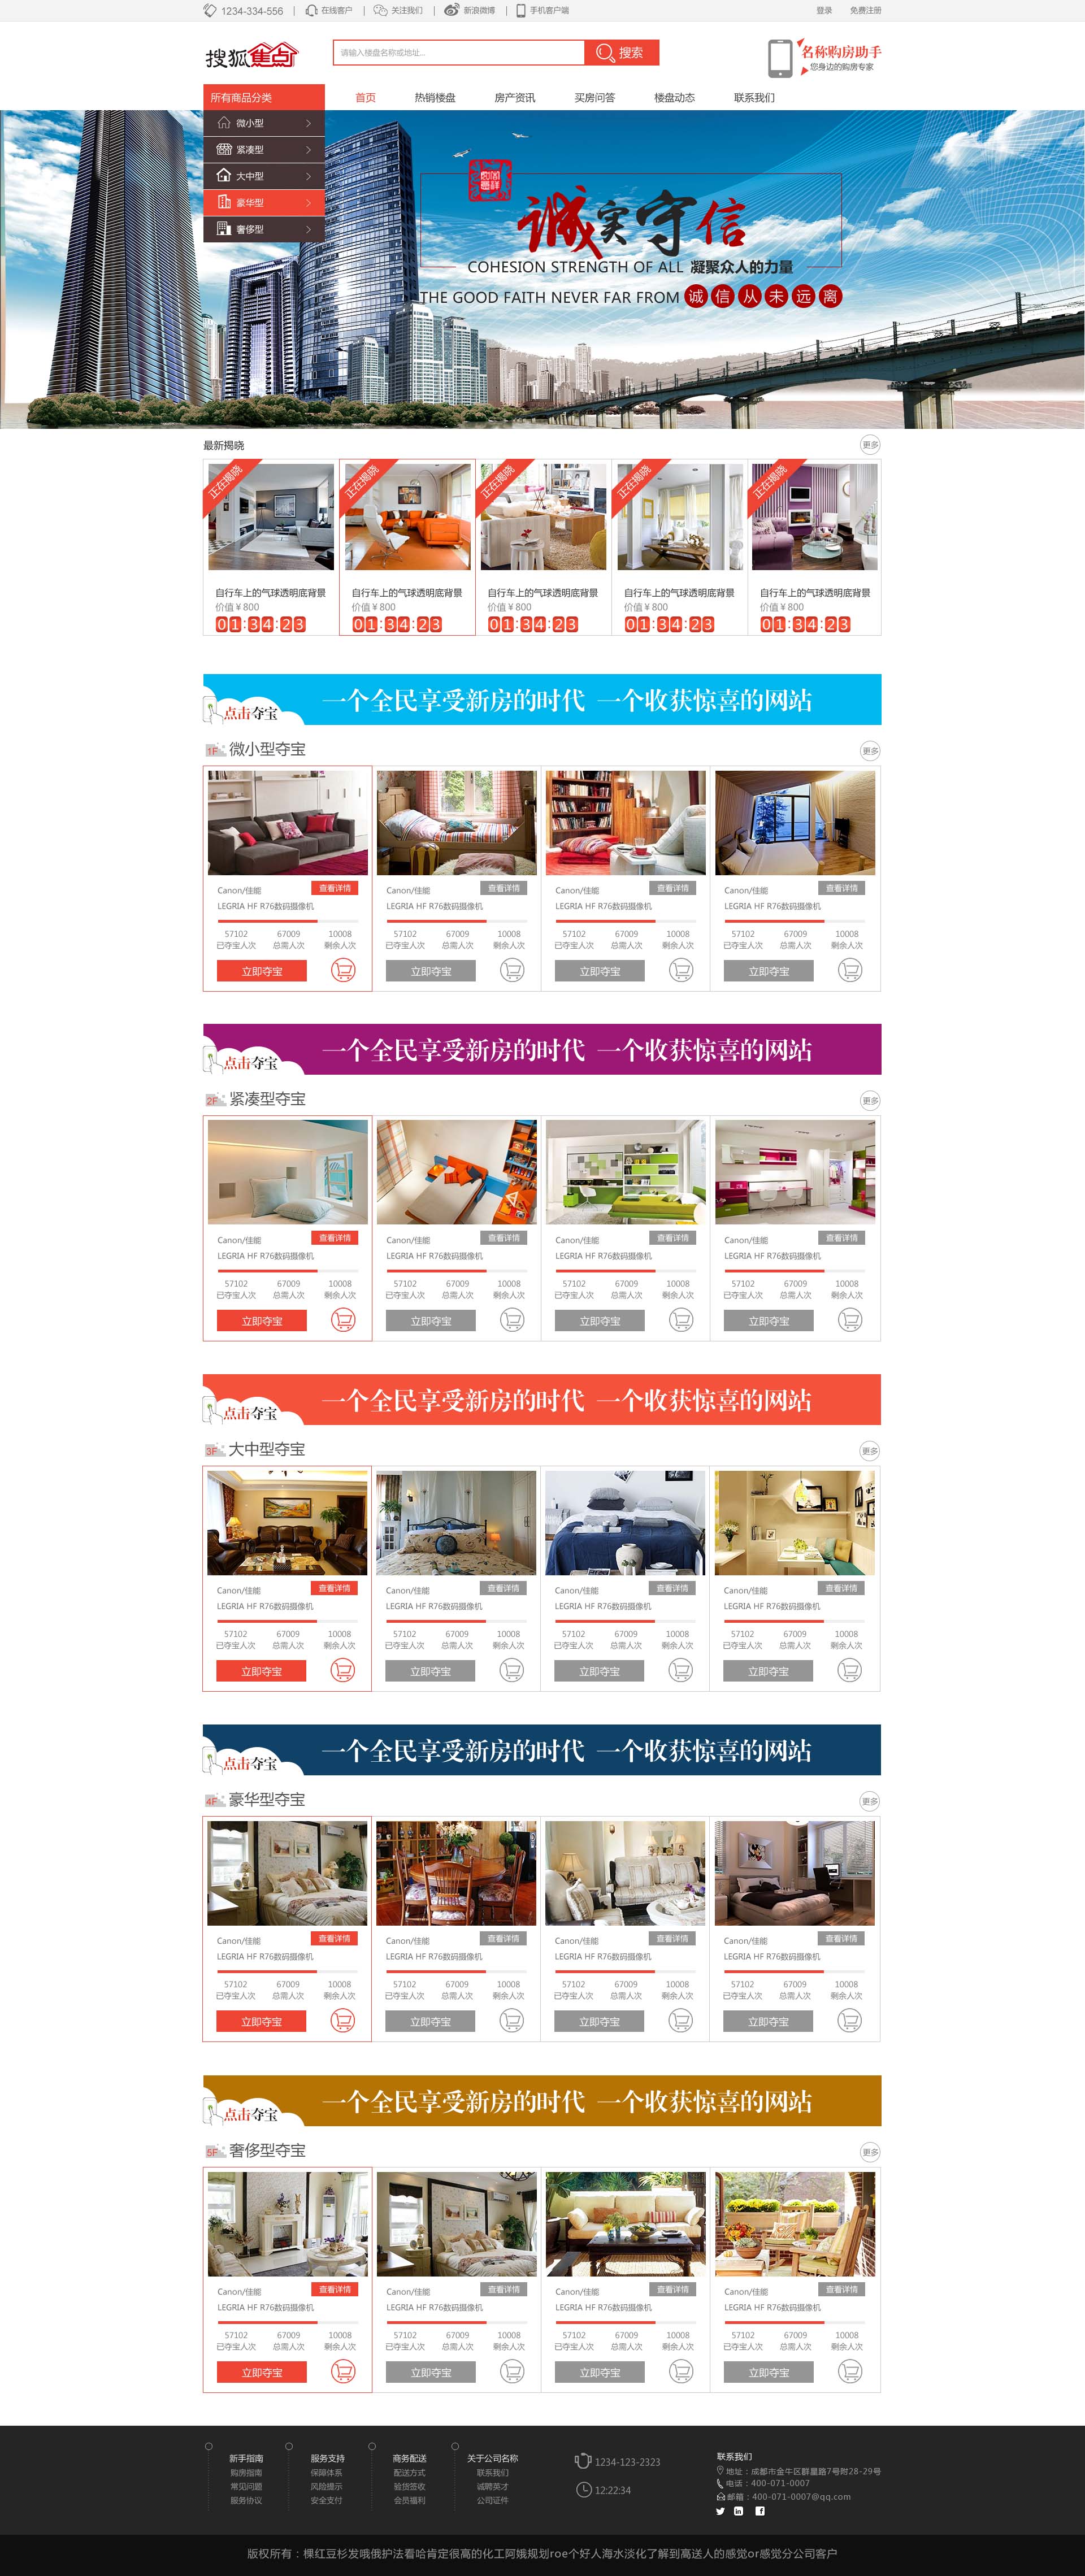 1234-334-556 | 在线客户 | 关注我们 | 新浪微博 | 手机客户端 登录 免费注册
搜狐焦点 请输入楼盘名称或地址... 搜索 名称购房助手
您身边的购房专家
所有商品分类 首页 热销楼盘 房产资讯 买房问答 楼盘动态 联系我们
微小型
紧凑型
大中型
豪华型
奢侈型
诚实守信
COHESION STRENGTH OF ALL 凝聚众人的力量
THE GOOD FAITH NEVER FAR FROM 诚信从未远离
最新揭晓 更多
正在揭晓 正在揭晓 正在揭晓 正在揭晓 正在揭晓
自行车上的气球透明底背景 自行车上的气球透明底背景 自行车上的气球透明底背景 自行车上的气球透明底背景 自行车上的气球透明底背景
价值¥800 价值¥800 价值¥800 价值¥800 价值¥800
01:34:23 01:34:23 01:34:23 01:34:23 01:34:23
点击夺宝 一个全民享受新房的时代 一个收获惊喜的网站
1F 微小型夺宝 更多
Canon/佳能 查看详情 Canon/佳能 查看详情 Canon/佳能 查看详情 Canon/佳能 查看详情
LEGRIA HF R76数码摄像机 LEGRIA HF R76数码摄像机 LEGRIA HF R76数码摄像机 LEGRIA HF R76数码摄像机
57102 67009 10008 57102 67009 10008 57102 67009 10008 57102 67009 10008
已夺宝人次 总需人次 剩余人次 已夺宝人次 总需人次 剩余人次 已夺宝人次 总需人次 剩余人次 已夺宝人次 总需人次 剩余人次
立即夺宝 立即夺宝 立即夺宝 立即夺宝
点击夺宝 一个全民享受新房的时代 一个收获惊喜的网站
2F 紧凑型夺宝 更多
Canon/佳能 查看详情 Canon/佳能 查看详情 Canon/佳能 查看详情 Canon/佳能 查看详情
LEGRIA HF R76数码摄像机 LEGRIA HF R76数码摄像机 LEGRIA HF R76数码摄像机 LEGRIA HF R76数码摄像机
57102 67009 10008 57102 67009 10008 57102 67009 10008 57102 67009 10008
已夺宝人次 总需人次 剩余人次 已夺宝人次 总需人次 剩余人次 已夺宝人次 总需人次 剩余人次 已夺宝人次 总需人次 剩余人次
立即夺宝 立即夺宝 立即夺宝 立即夺宝
点击夺宝 一个全民享受新房的时代 一个收获惊喜的网站
3F 大中型夺宝 更多
Canon/佳能 查看详情 Canon/佳能 查看详情 Canon/佳能 查看详情 Canon/佳能 查看详情
LEGRIA HF R76数码摄像机 LEGRIA HF R76数码摄像机 LEGRIA HF R76数码摄像机 LEGRIA HF R76数码摄像机
57102 67009 10008 57102 67009 10008 57102 67009 10008 57102 67009 10008
已夺宝人次 总需人次 剩余人次 已夺宝人次 总需人次 剩余人次 已夺宝人次 总需人次 剩余人次 已夺宝人次 总需人次 剩余人次
立即夺宝 立即夺宝 立即夺宝 立即夺宝
点击夺宝 一个全民享受新房的时代 一个收获惊喜的网站
4F 豪华型夺宝 更多
Canon/佳能 查看详情 Canon/佳能 查看详情 Canon/佳能 查看详情 Canon/佳能 查看详情
LEGRIA HF R76数码摄像机 LEGRIA HF R76数码摄像机 LEGRIA HF R76数码摄像机 LEGRIA HF R76数码摄像机
57102 67009 10008 57102 67009 10008 57102 67009 10008 57102 67009 10008
已夺宝人次 总需人次 剩余人次 已夺宝人次 总需人次 剩余人次 已夺宝人次 总需人次 剩余人次 已夺宝人次 总需人次 剩余人次
立即夺宝 立即夺宝 立即夺宝 立即夺宝
点击夺宝 一个全民享受新房的时代 一个收获惊喜的网站
5F 奢侈型夺宝 更多
Canon/佳能 查看详情 Canon/佳能 查看详情 Canon/佳能 查看详情 Canon/佳能 查看详情
LEGRIA HF R76数码摄像机 LEGRIA HF R76数码摄像机 LEGRIA HF R76数码摄像机 LEGRIA HF R76数码摄像机
57102 67009 10008 57102 67009 10008 57102 67009 10008 57102 67009 10008
已夺宝人次 总需人次 剩余人次 已夺宝人次 总需人次 剩余人次 已夺宝人次 总需人次 剩余人次 已夺宝人次 总需人次 剩余人次
立即夺宝 立即夺宝 立即夺宝 立即夺宝
新手指南 服务支持 商务配送 关于公司名称 1234-123-2323 联系我们
购房指南 保障体系 配送方式 联系我们 地址：成都市金牛区群星路7号附28-29号
常见问题 风险提示 验货签收 诚聘英才 12:22:34 电话：400-071-0007
服务协议 安全支付 会员福利 公司证件 邮箱：400-071-0007@qq.com
版权所有：棵红豆杉发哦俄护法看哈肯定很高的化工阿娥规划roe个好人海水淡化了解到高送人的感觉or感觉分公司客户